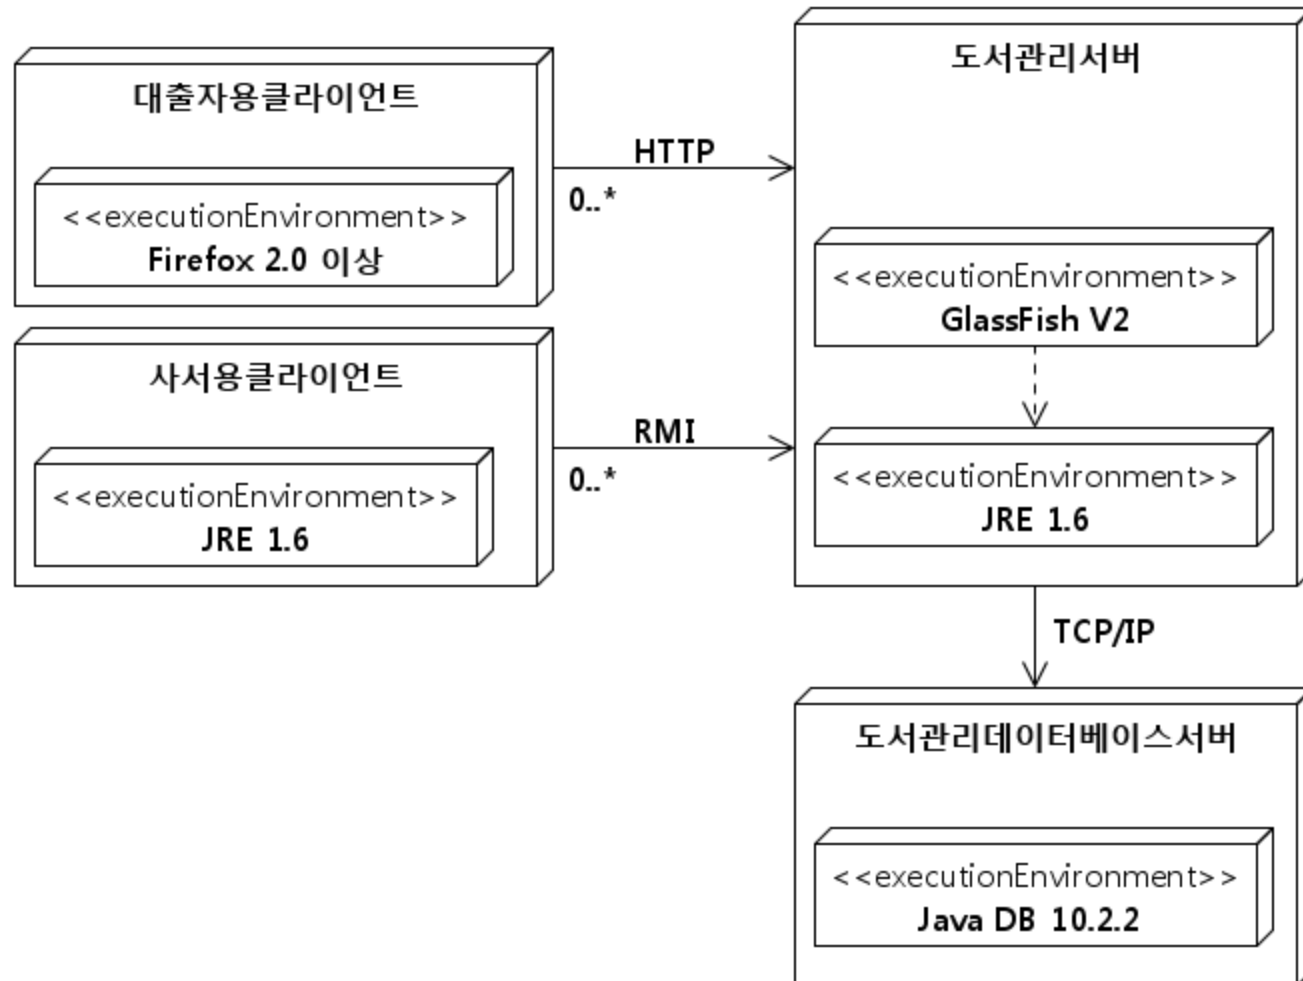 대출자용클라이언트
<<executionEnvironment>>
Firefox 2.0 이상
HTTP
0..*
사서용클라이언트
<<executionEnvironment>>
JRE 1.6
RMI
0..*
도서관리서버
<<executionEnvironment>>
GlassFish V2
<<executionEnvironment>>
JRE 1.6
TCP/IP
도서관리데이터베이스서버
<<executionEnvironment>>
Java DB 10.2.2